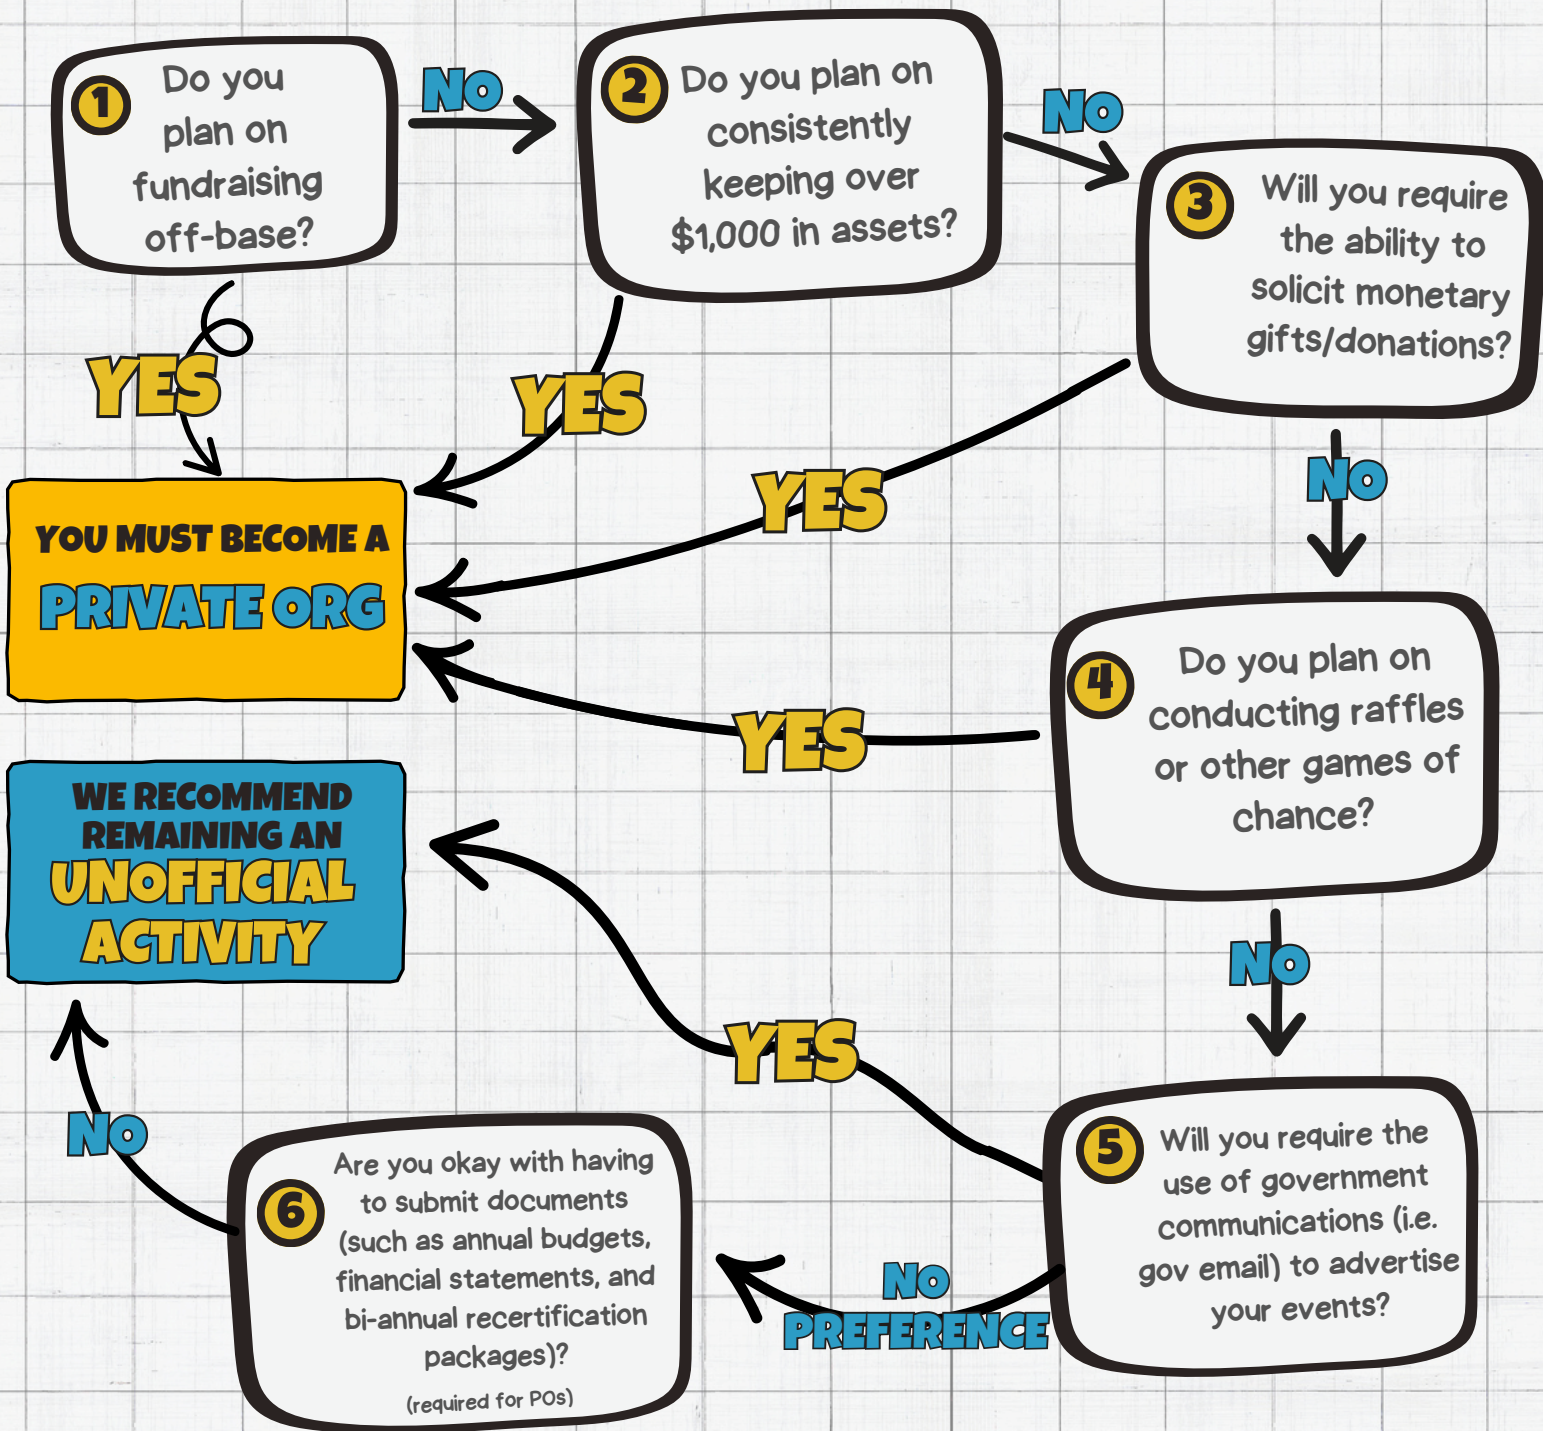 1
Do you
plan on
fundraising
off-base?
NO
2
Do you plan on
consistently
keeping over
$1,000 in assets?
NO
3
Will you require
the ability to
solicit monetary
gifts/donations?
YES
YES
YES
NO
YOU MUST BECOME A
PRIVATE ORG
4
Do you plan on
conducting raffles
or other games of
chance?
YES
WE RECOMMEND
REMAINING AN
UNOFFICIAL
ACTIVITY
NO
YES
5
Will you require the
use of government
communications (i.e.
gov email) to advertise
your events?
NO
6
Are you okay with having
to submit documents
(such as annual budgets,
financial statements, and
bi-annual recertification
packages)?
(required for POs)
NO
PREFERENCE